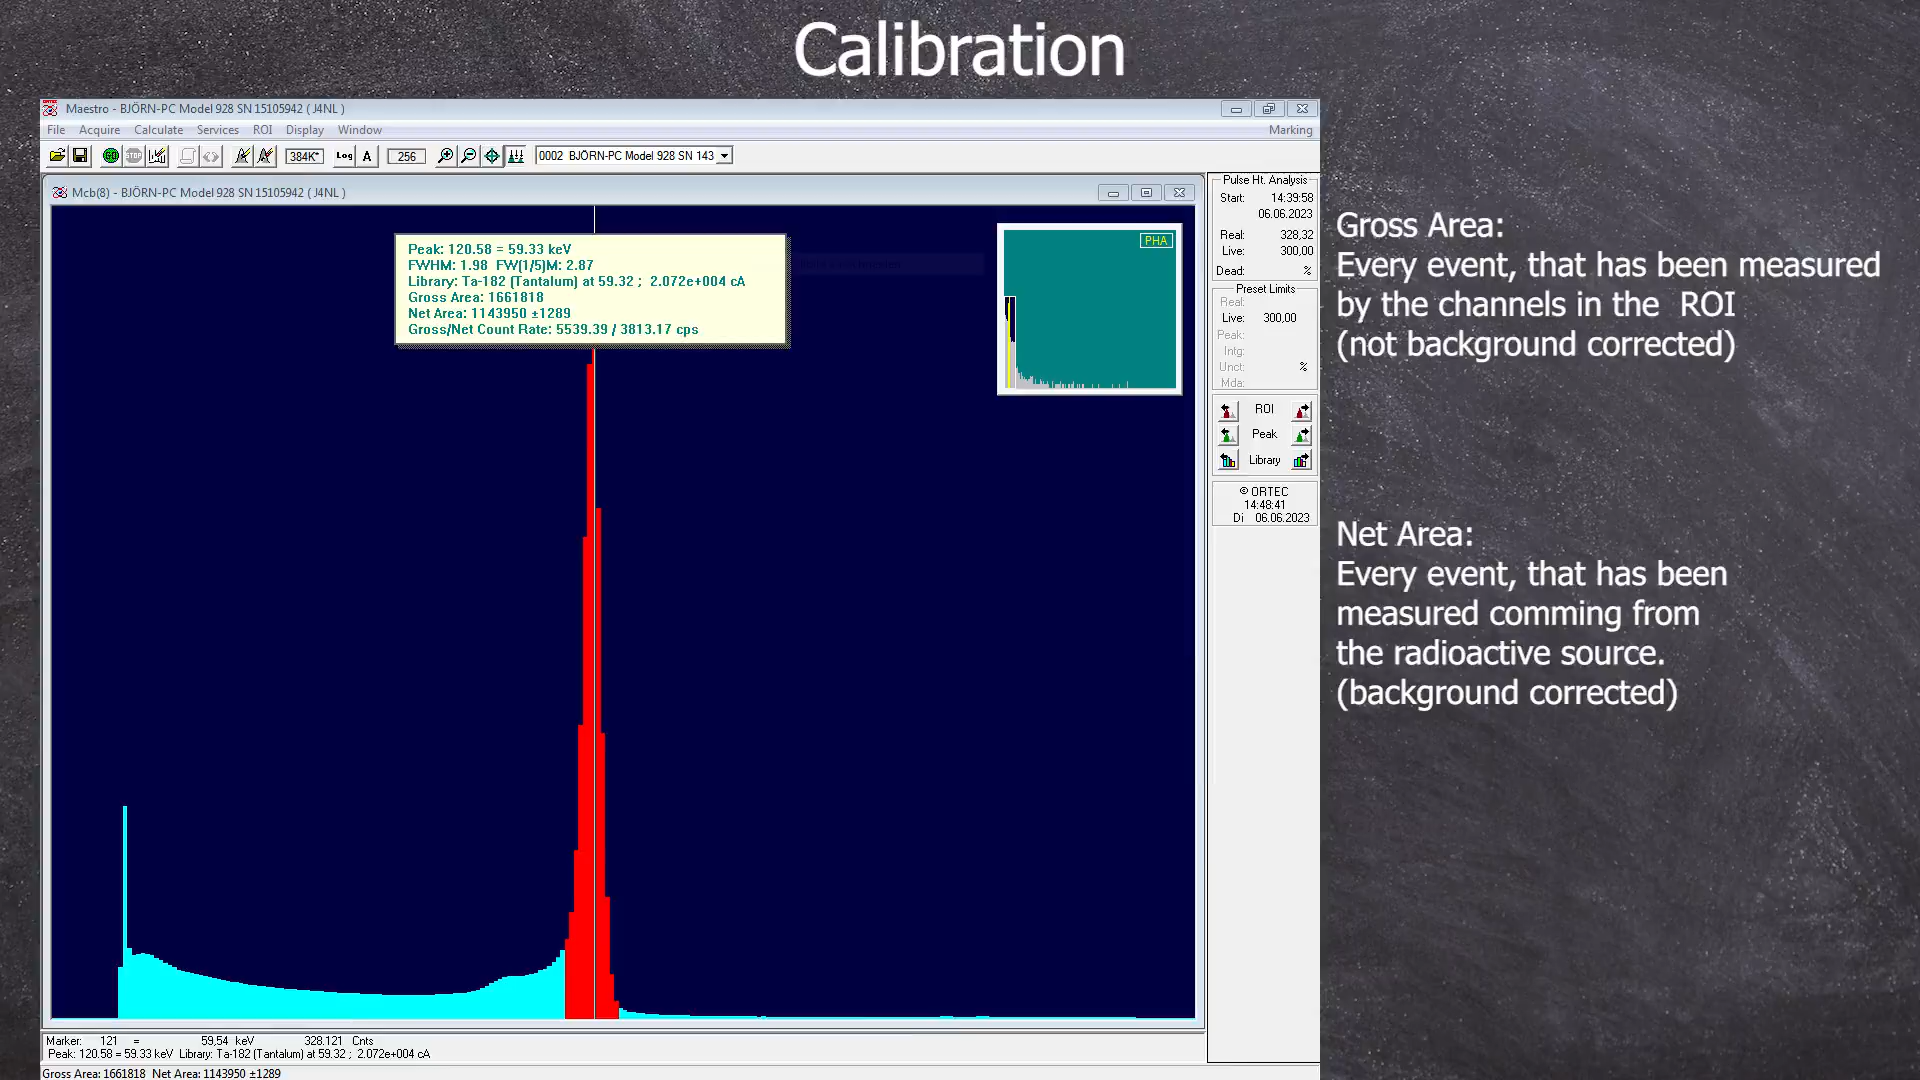 Calibration
Maestro - BJÖRN-PC Model 928 SN 15105942 ( J4NL )
File Acquire Calculate Services ROI Display Window Marking
GO STOP 384K* Log A 256 0002 BJÖRN-PC Model 928 SN 143
Mcb(8) - BJÖRN-PC Model 928 SN 15105942 ( J4NL )
Peak: 120.58 = 59.33 keV
FWHM: 1.98 FW(1/5)M: 2.87
Library: Ta-182 (Tantalum) at 59.32 ; 2.072e+004 cA
Gross Area: 1661818
Net Area: 1143950 ±1289
Gross/Net Count Rate: 5539.39 / 3813.17 cps
PHA
Pulse Ht. Analysis
Start: 14:39:58
06.06.2023
Real: 328,32
Live: 300,00
Dead: %
Preset Limits
Real:
Live: 300,00
Peak:
Intg:
Unct: %
Mda:
ROI
Peak
Library
© ORTEC
14:48:41
Di 06.06.2023
Gross Area:
Every event, that has been measured
by the channels in the ROI
(not background corrected)
Net Area:
Every event, that has been
measured comming from
the radioactive source.
(background corrected)
Marker: 121 = 59,54 keV 328.121 Cnts
Peak: 120.58 = 59.33 keV Library: Ta-182 (Tantalum) at 59.32 ; 2.072e+004 cA
Gross Area: 1661818 Net Area: 1143950 ±1289